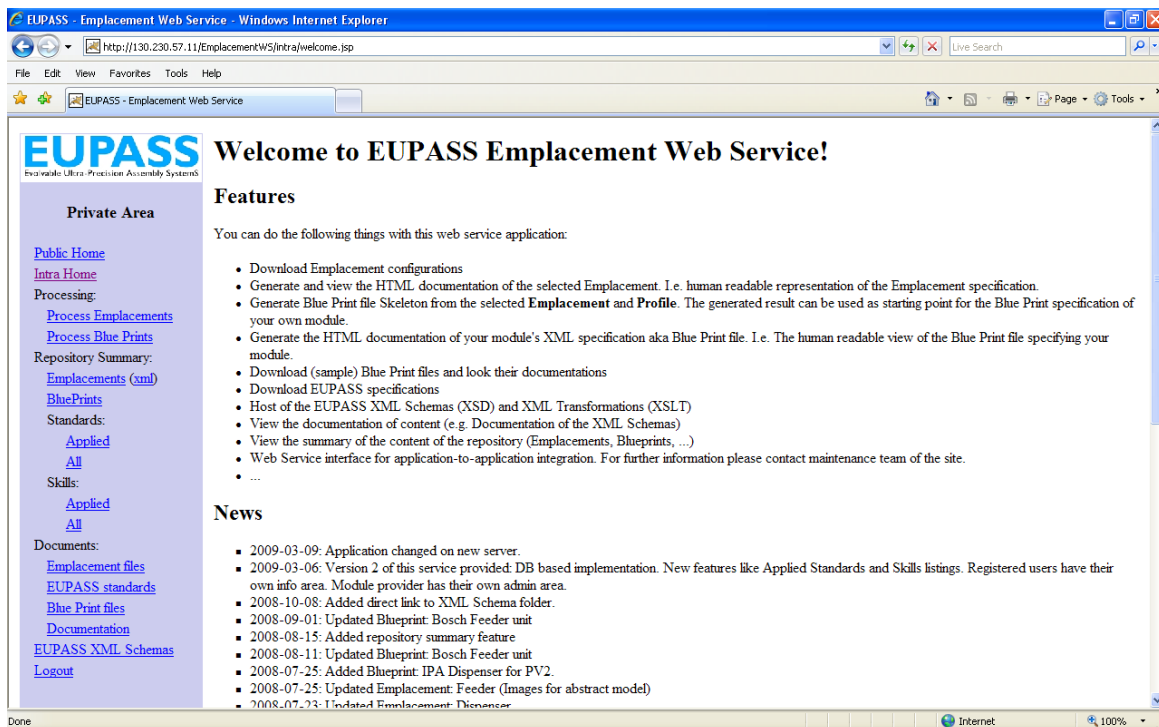 EUPASS - Emplacement Web Service - Windows Internet Explorer
http://130.230.57.11/EmplacementWS/intra/welcome.jsp
Live Search
File Edit View Favorites Tools Help
EUPASS - Emplacement Web Service
Page Tools
EUPASS
Evolvable Ultra-Precision Assembly SystemS
Private Area
Public Home
Intra Home
Processing:
Process Emplacements
Process Blue Prints
Repository Summary:
Emplacements (xml)
BluePrints
Standards:
Applied
All
Skills:
Applied
All
Documents:
Emplacement files
EUPASS standards
Blue Print files
Documentation
EUPASS XML Schemas
Logout
Welcome to EUPASS Emplacement Web Service!
Features
You can do the following things with this web service application:
• Download Emplacement configurations
• Generate and view the HTML documentation of the selected Emplacement. I.e. human readable representation of the Emplacement specification.
• Generate Blue Print file Skeleton from the selected Emplacement and Profile. The generated result can be used as starting point for the Blue Print specification of
your own module.
• Generate the HTML documentation of your module's XML specification aka Blue Print file. I.e. The human readable view of the Blue Print file specifying your
module.
• Download (sample) Blue Print files and look their documentations
• Download EUPASS specifications
• Host of the EUPASS XML Schemas (XSD) and XML Transformations (XSLT)
• View the documentation of content (e.g. Documentation of the XML Schemas)
• View the summary of the content of the repository (Emplacements, Blueprints, ...)
• Web Service interface for application-to-application integration. For further information please contact maintenance team of the site.
• ...
News
▪ 2009-03-09: Application changed on new server.
▪ 2009-03-06: Version 2 of this service provided: DB based implementation. New features like Applied Standards and Skills listings. Registered users have their
own info area. Module provider has their own admin area.
▪ 2008-10-08: Added direct link to XML Schema folder.
▪ 2008-09-01: Updated Blueprint: Bosch Feeder unit
▪ 2008-08-15: Added repository summary feature
▪ 2008-08-11: Updated Blueprint: Bosch Feeder unit
▪ 2008-07-25: Added Blueprint: IPA Dispenser for PV2.
▪ 2008-07-25: Updated Emplacement: Feeder (Images for abstract model)
▪ 2008-07-23: Updated Emplacement: Dispenser
Done
Internet
100%